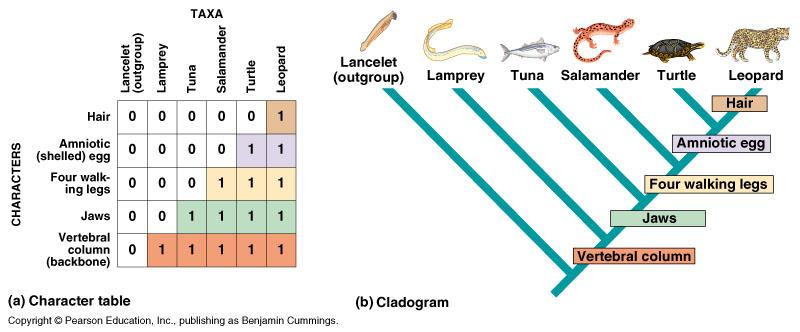 TAXA
Lancelet
(outgroup)
Lamprey
Tuna
Salamander
Turtle
Leopard
CHARACTERS
Hair
0 0 0 0 0 1
Amniotic
(shelled) egg
0 0 0 0 1 1
Four walk-
ing legs
0 0 0 1 1 1
Jaws
0 0 1 1 1 1
Vertebral
column
(backbone)
0 1 1 1 1 1
(a) Character table
Lancelet
(outgroup)
Lamprey
Tuna
Salamander
Turtle
Leopard
Hair
Amniotic egg
Four walking legs
Jaws
Vertebral column
(b) Cladogram
Copyright © Pearson Education, Inc., publishing as Benjamin Cummings.